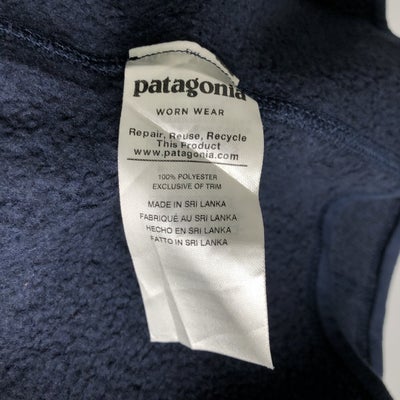 patagonia
WORN WEAR
Repair, Reuse, Recycle
This Product
www.patagonia.com
100% POLYESTER
EXCLUSIVE OF TRIM
MADE IN SRI LANKA
FABRIQUÉ AU SRI LANKA
HECHO EN SRI LANKA
FATTO IN SRI LANKA